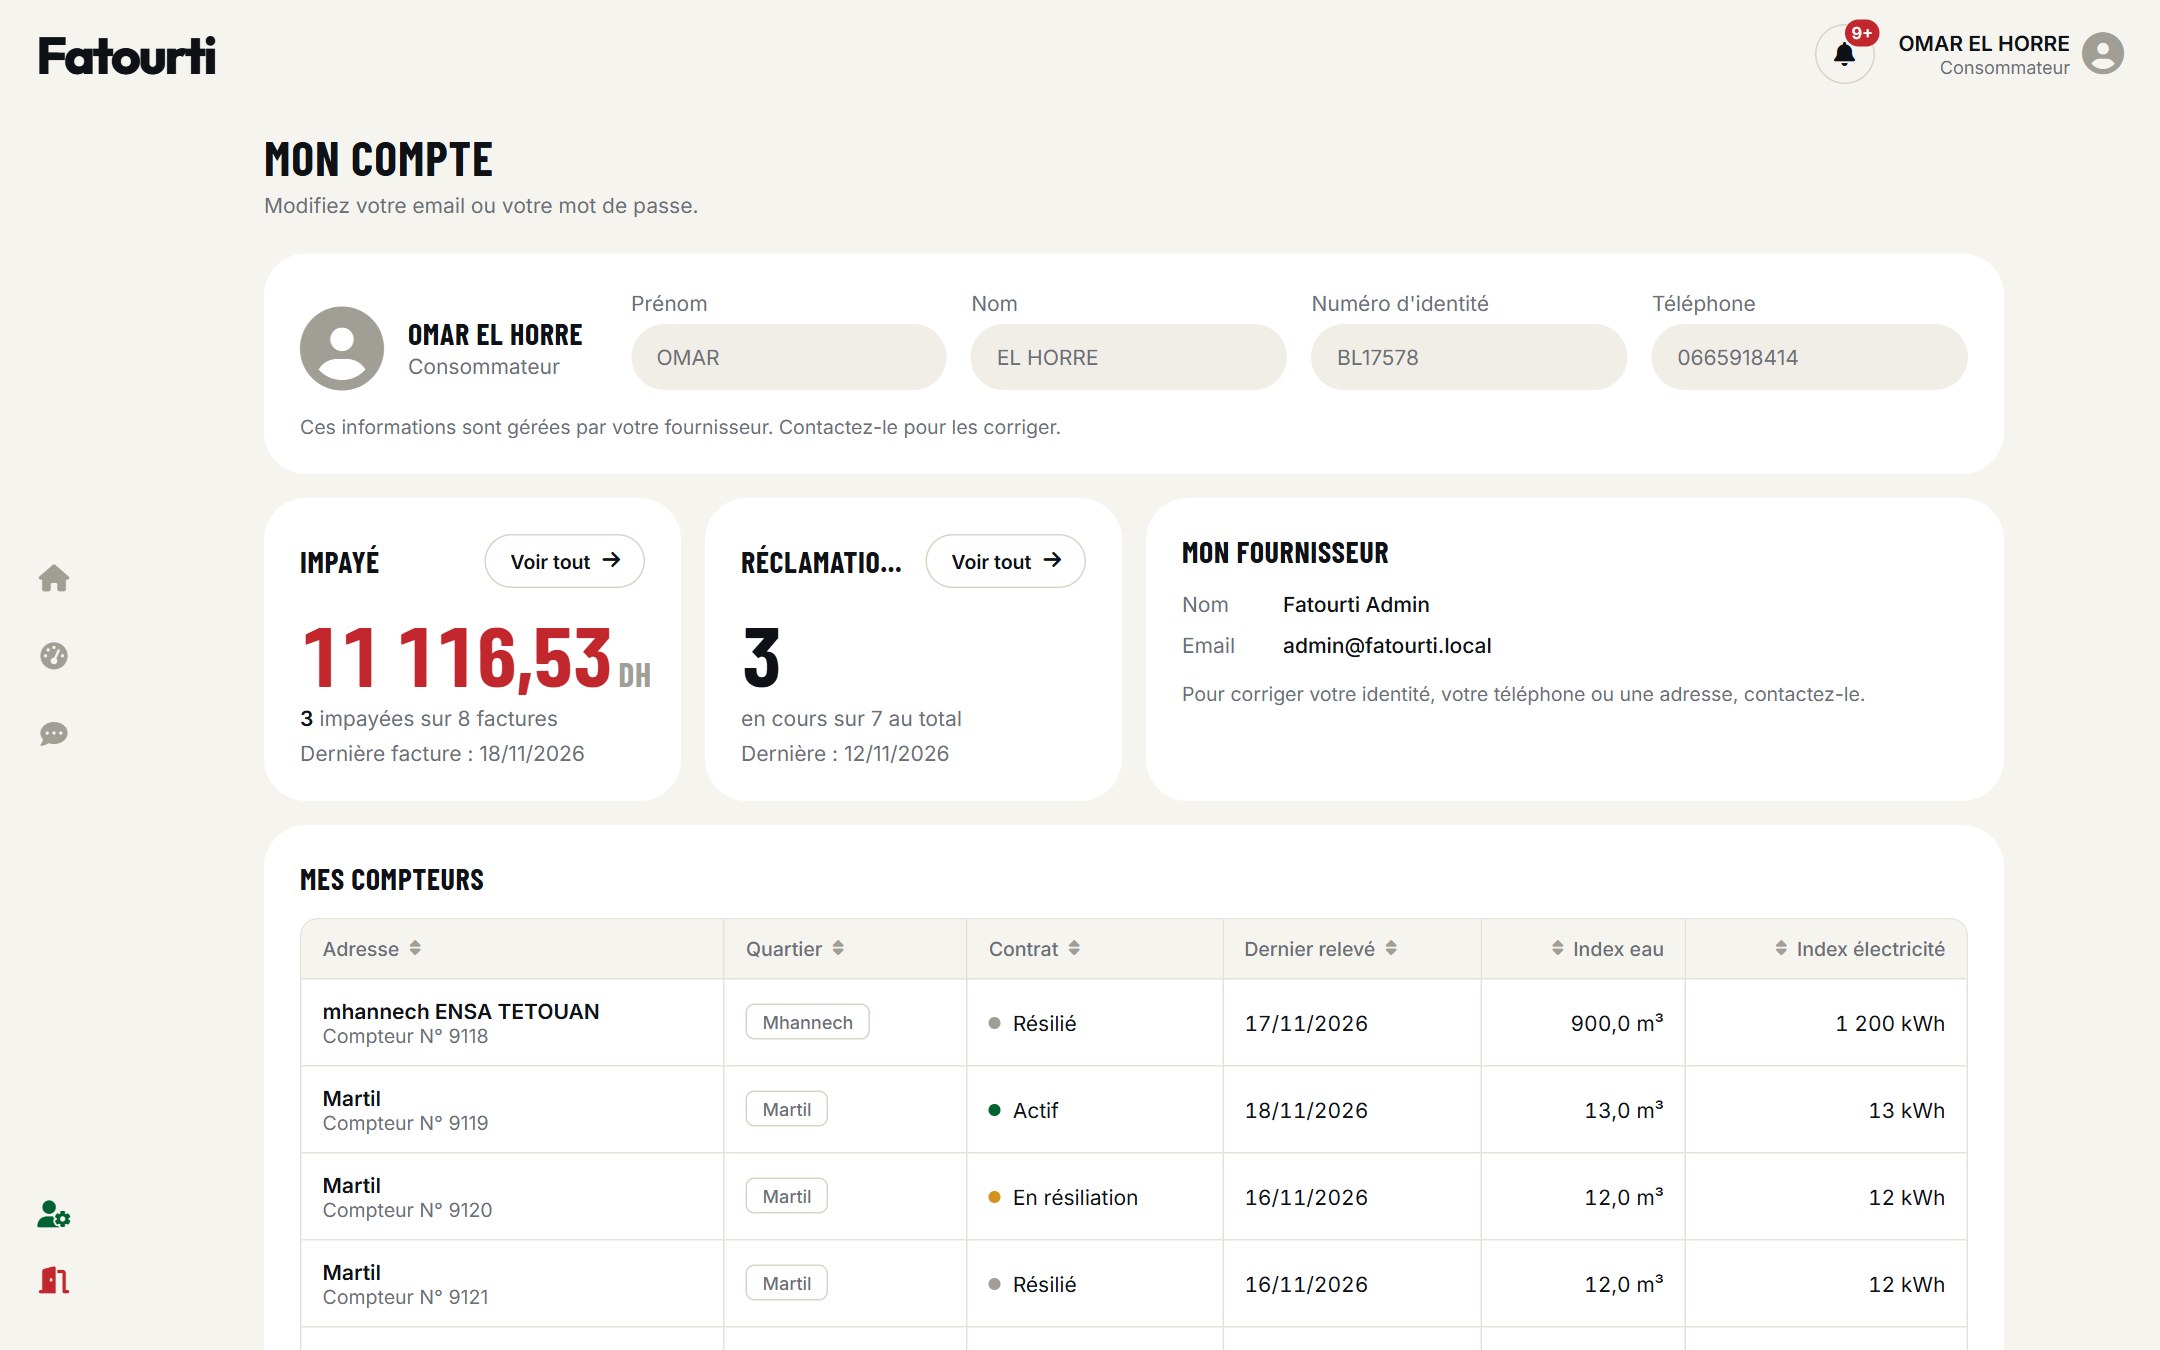 Fatourti
9+
OMAR EL HORRE
Consommateur
MON COMPTE
Modifiez votre email ou votre mot de passe.
OMAR EL HORRE
Consommateur
Prénom
OMAR
Nom
EL HORRE
Numéro d'identité
BL17578
Téléphone
0665918414
Ces informations sont gérées par votre fournisseur. Contactez-le pour les corriger.
IMPAYÉ
Voir tout
11 116,53 DH
3 impayées sur 8 factures
Dernière facture : 18/11/2026
RÉCLAMATIO...
Voir tout
3
en cours sur 7 au total
Dernière : 12/11/2026
MON FOURNISSEUR
Nom Fatourti Admin
Email admin@fatourti.local
Pour corriger votre identité, votre téléphone ou une adresse, contactez-le.
MES COMPTEURS
Adresse Quartier Contrat Dernier relevé Index eau Index électricité
mhannech ENSA TETOUAN
Compteur N° 9118
Mhannech Résilié 17/11/2026 900,0 m³ 1 200 kWh
Martil
Compteur N° 9119
Martil Actif 18/11/2026 13,0 m³ 13 kWh
Martil
Compteur N° 9120
Martil En résiliation 16/11/2026 12,0 m³ 12 kWh
Martil
Compteur N° 9121
Martil Résilié 16/11/2026 12,0 m³ 12 kWh